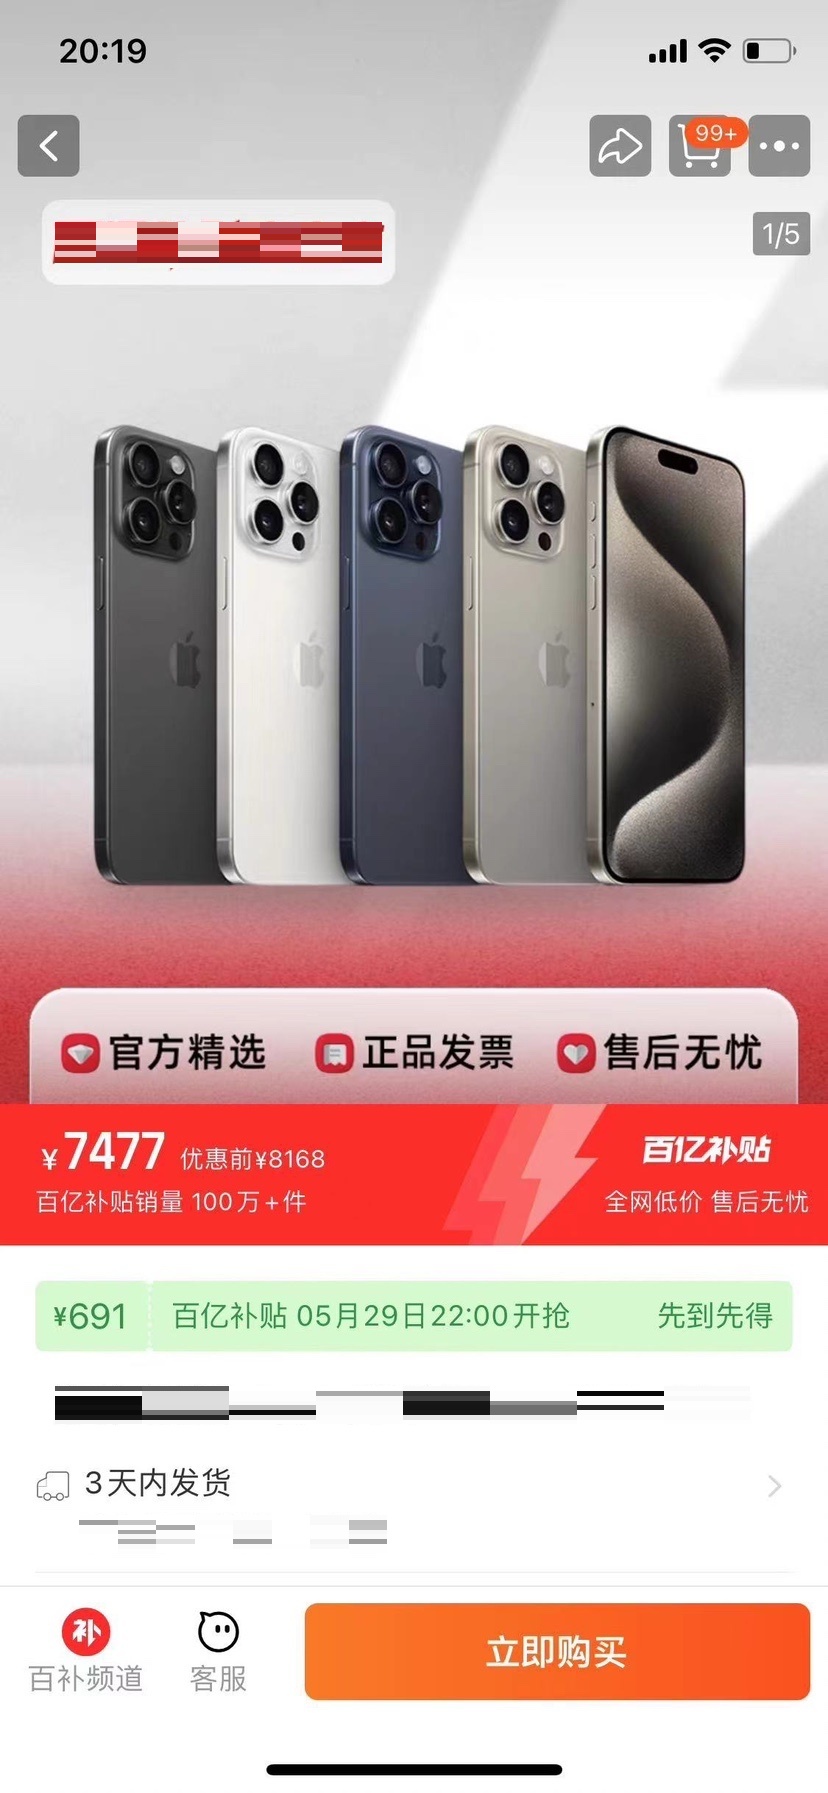 20:19
99+
1/5
官方精选 正品发票 售后无忧
¥7477 优惠前¥8168 百亿补贴
百亿补贴销量 100万+件 全网低价 售后无忧
¥691 百亿补贴 05月29日22:00开抢 先到先得
3天内发货
补
百补频道 客服 立即购买